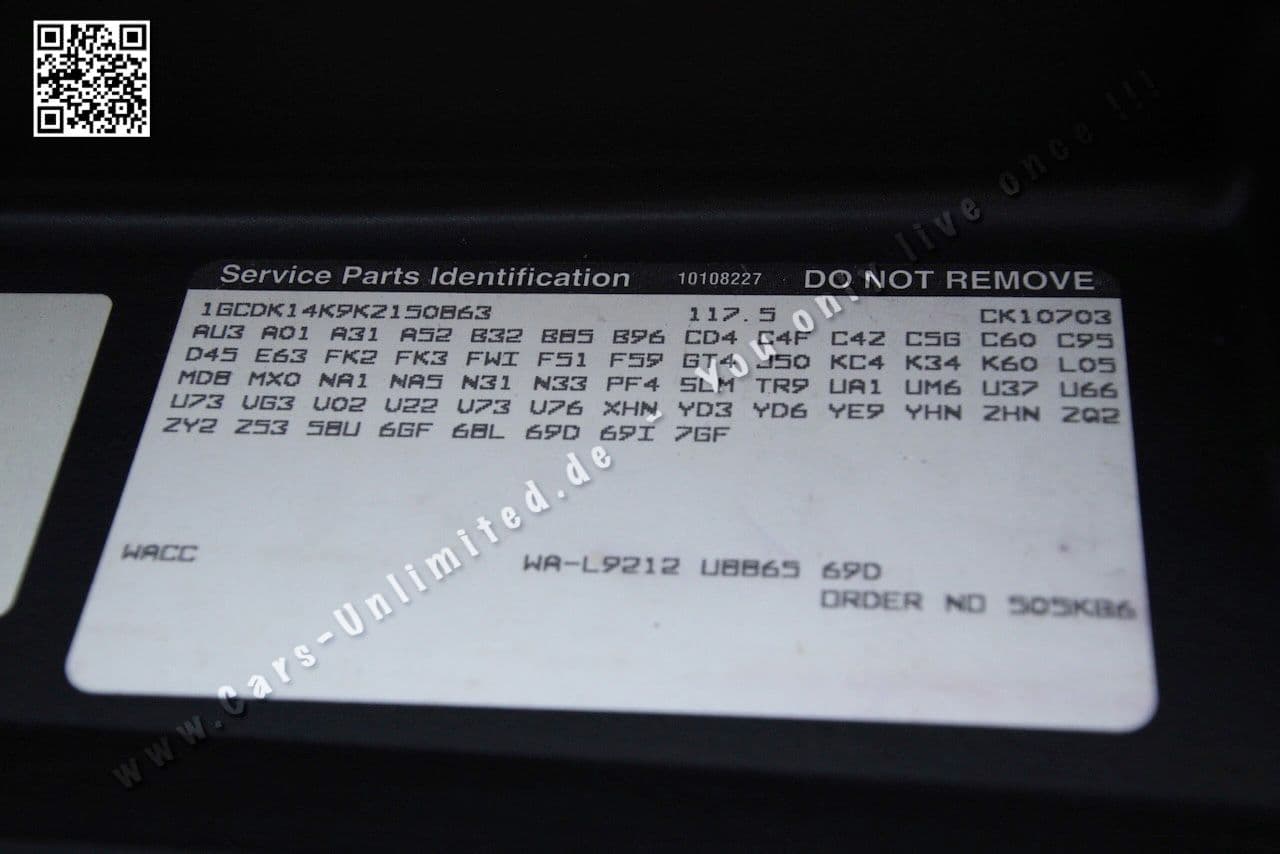 Service Parts Identification 10108227 DO NOT REMOVE
1GCDK14K9KZ150863 117.5 CK10703
AU3 A01 A31 A52 B32 B85 B96 CD4 C4F C42 C5G C60 C95
D45 E63 FK2 FK3 FWI F51 F59 GT4 J50 KC4 K34 K60 L05
MD8 MX0 NA1 NA5 N31 N33 PF4 SLM TR9 UA1 UM6 U37 U66
U73 VG3 V02 V22 V73 V76 XHN YD3 YD6 YE9 YHN ZHN ZQ2
ZY2 Z53 58U 6GF 68L 69D 69I 7GF
WACC WA-L9212 U8865 69D
ORDER NO 505KB6
www.Cars-Unlimited.de - You only live once !!!